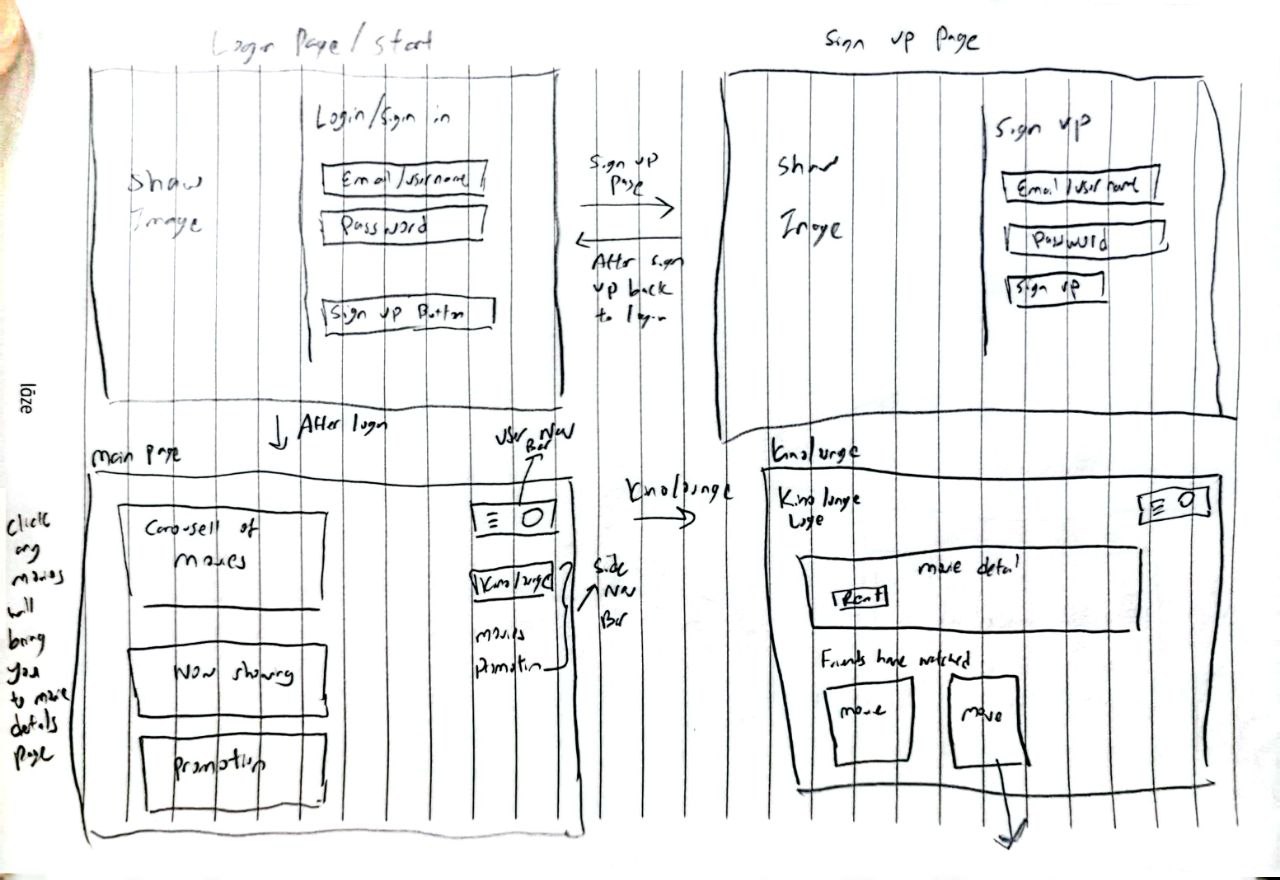 Login Page / Start
Login/Sign in
Shaw
Image
Email/username
Password
Sign up Button
Sign up
Page
After sign
up back
to login
Sign up Page
Sign up
Shaw
Image
Email/username
Password
Sign up
After login
Main Page
User Nav
Bar
Carousell of
movies
Now showing
Promotion
Kinolounge
movies
promotion
Side
Nav
Bar
Click
any
movies
will
bring
you
to movie
details
page
Kinolounge
Kinolounge
Kinolounge
Logo
movie detail
Rent
Friends have watched
movie
movie
lāze